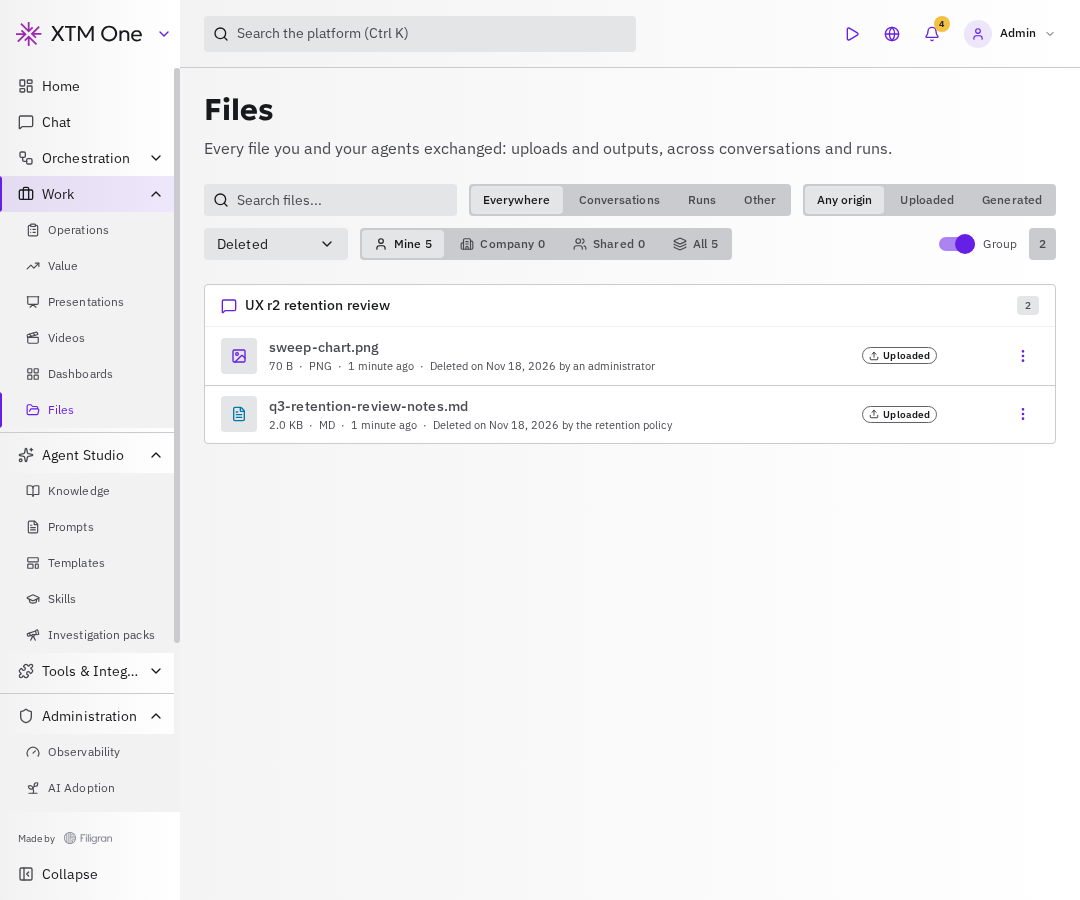 XTM One
Search the platform (Ctrl K)
4
Admin
Home
Chat
Orchestration
Work
Operations
Value
Presentations
Videos
Dashboards
Files
Agent Studio
Knowledge
Prompts
Templates
Skills
Investigation packs
Tools & Integ...
Administration
Observability
AI Adoption
Made by Filigran
Collapse
Files
Every file you and your agents exchanged: uploads and outputs, across conversations and runs.
Search files...
Everywhere Conversations Runs Other
Any origin Uploaded Generated
Deleted
Mine 5 Company 0 Shared 0 All 5
Group 2
UX r2 retention review 2
sweep-chart.png
70 B · PNG · 1 minute ago · Deleted on Nov 18, 2026 by an administrator
Uploaded
q3-retention-review-notes.md
2.0 KB · MD · 1 minute ago · Deleted on Nov 18, 2026 by the retention policy
Uploaded